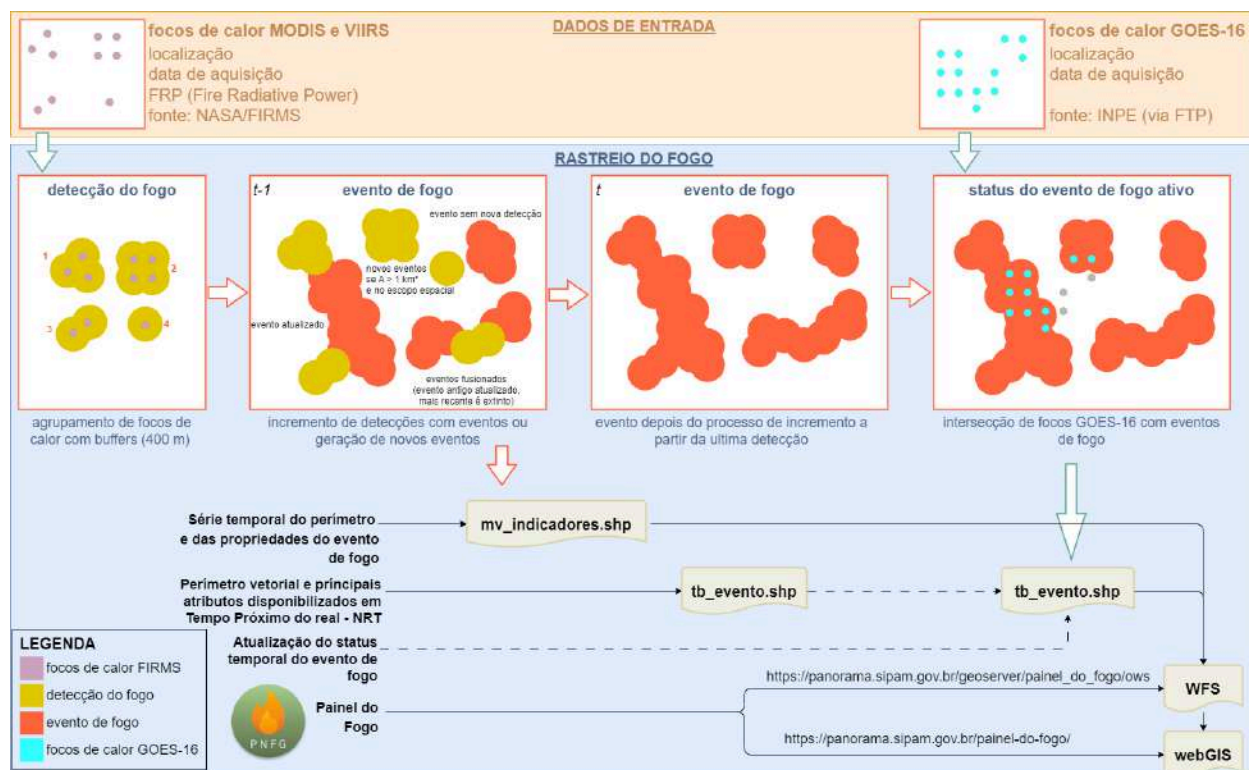 DADOS DE ENTRADA
focos de calor MODIS e VIIRS
localização
data de aquisição
FRP (Fire Radiative Power)
fonte: NASA/FIRMS
focos de calor GOES-16
localização
data de aquisição
fonte: INPE (via FTP)
RASTREIO DO FOGO
detecção do fogo
1
2
3
4
agrupamento de focos de
calor com buffers (400 m)
t-1
evento de fogo
evento sem nova detecção
novos eventos
se A > 1 km²
e no escopo espacial
evento atualizado
eventos fusionados
(evento antigo atualizado,
mais recente é extinto)
incremento de detecções com eventos ou
geração de novos eventos
t
evento de fogo
evento depois do processo de incremento a
partir da ultima detecção
status do evento de fogo ativo
intersecção de focos GOES-16 com eventos
de fogo
Série temporal do perímetro
e das propriedades do evento
de fogo
mv_indicadores.shp
Perímetro vetorial e principais
atributos disponibilizados em
Tempo Próximo do real - NRT
tb_evento.shp
tb_evento.shp
Atualização do status
temporal do evento de
fogo
PNFG
Painel do
Fogo
https://panorama.sipam.gov.br/geoserver/painel_do_fogo/ows
WFS
https://panorama.sipam.gov.br/painel-do-fogo/
webGIS
LEGENDA
focos de calor FIRMS
detecção do fogo
evento de fogo
focos de calor GOES-16